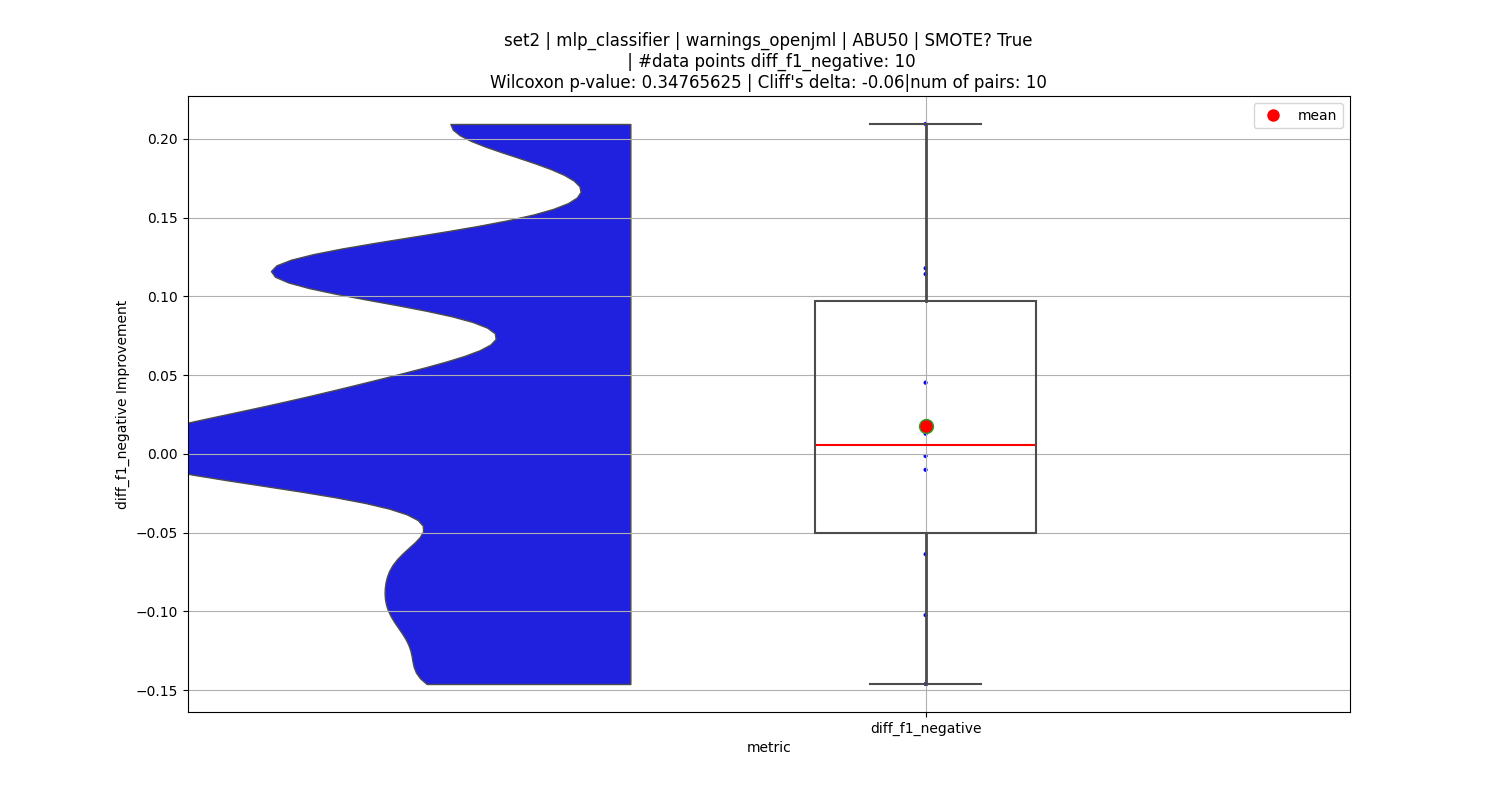 set2 | mlp_classifier | warnings_openjml | ABU50 | SMOTE? True
| #data points diff_f1_negative: 10
Wilcoxon p-value: 0.34765625 | Cliff's delta: -0.06|num of pairs: 10
mean
0.20
0.15
0.10
0.05
0.00
−0.05
−0.10
−0.15
diff_f1_negative Improvement
diff_f1_negative
metric